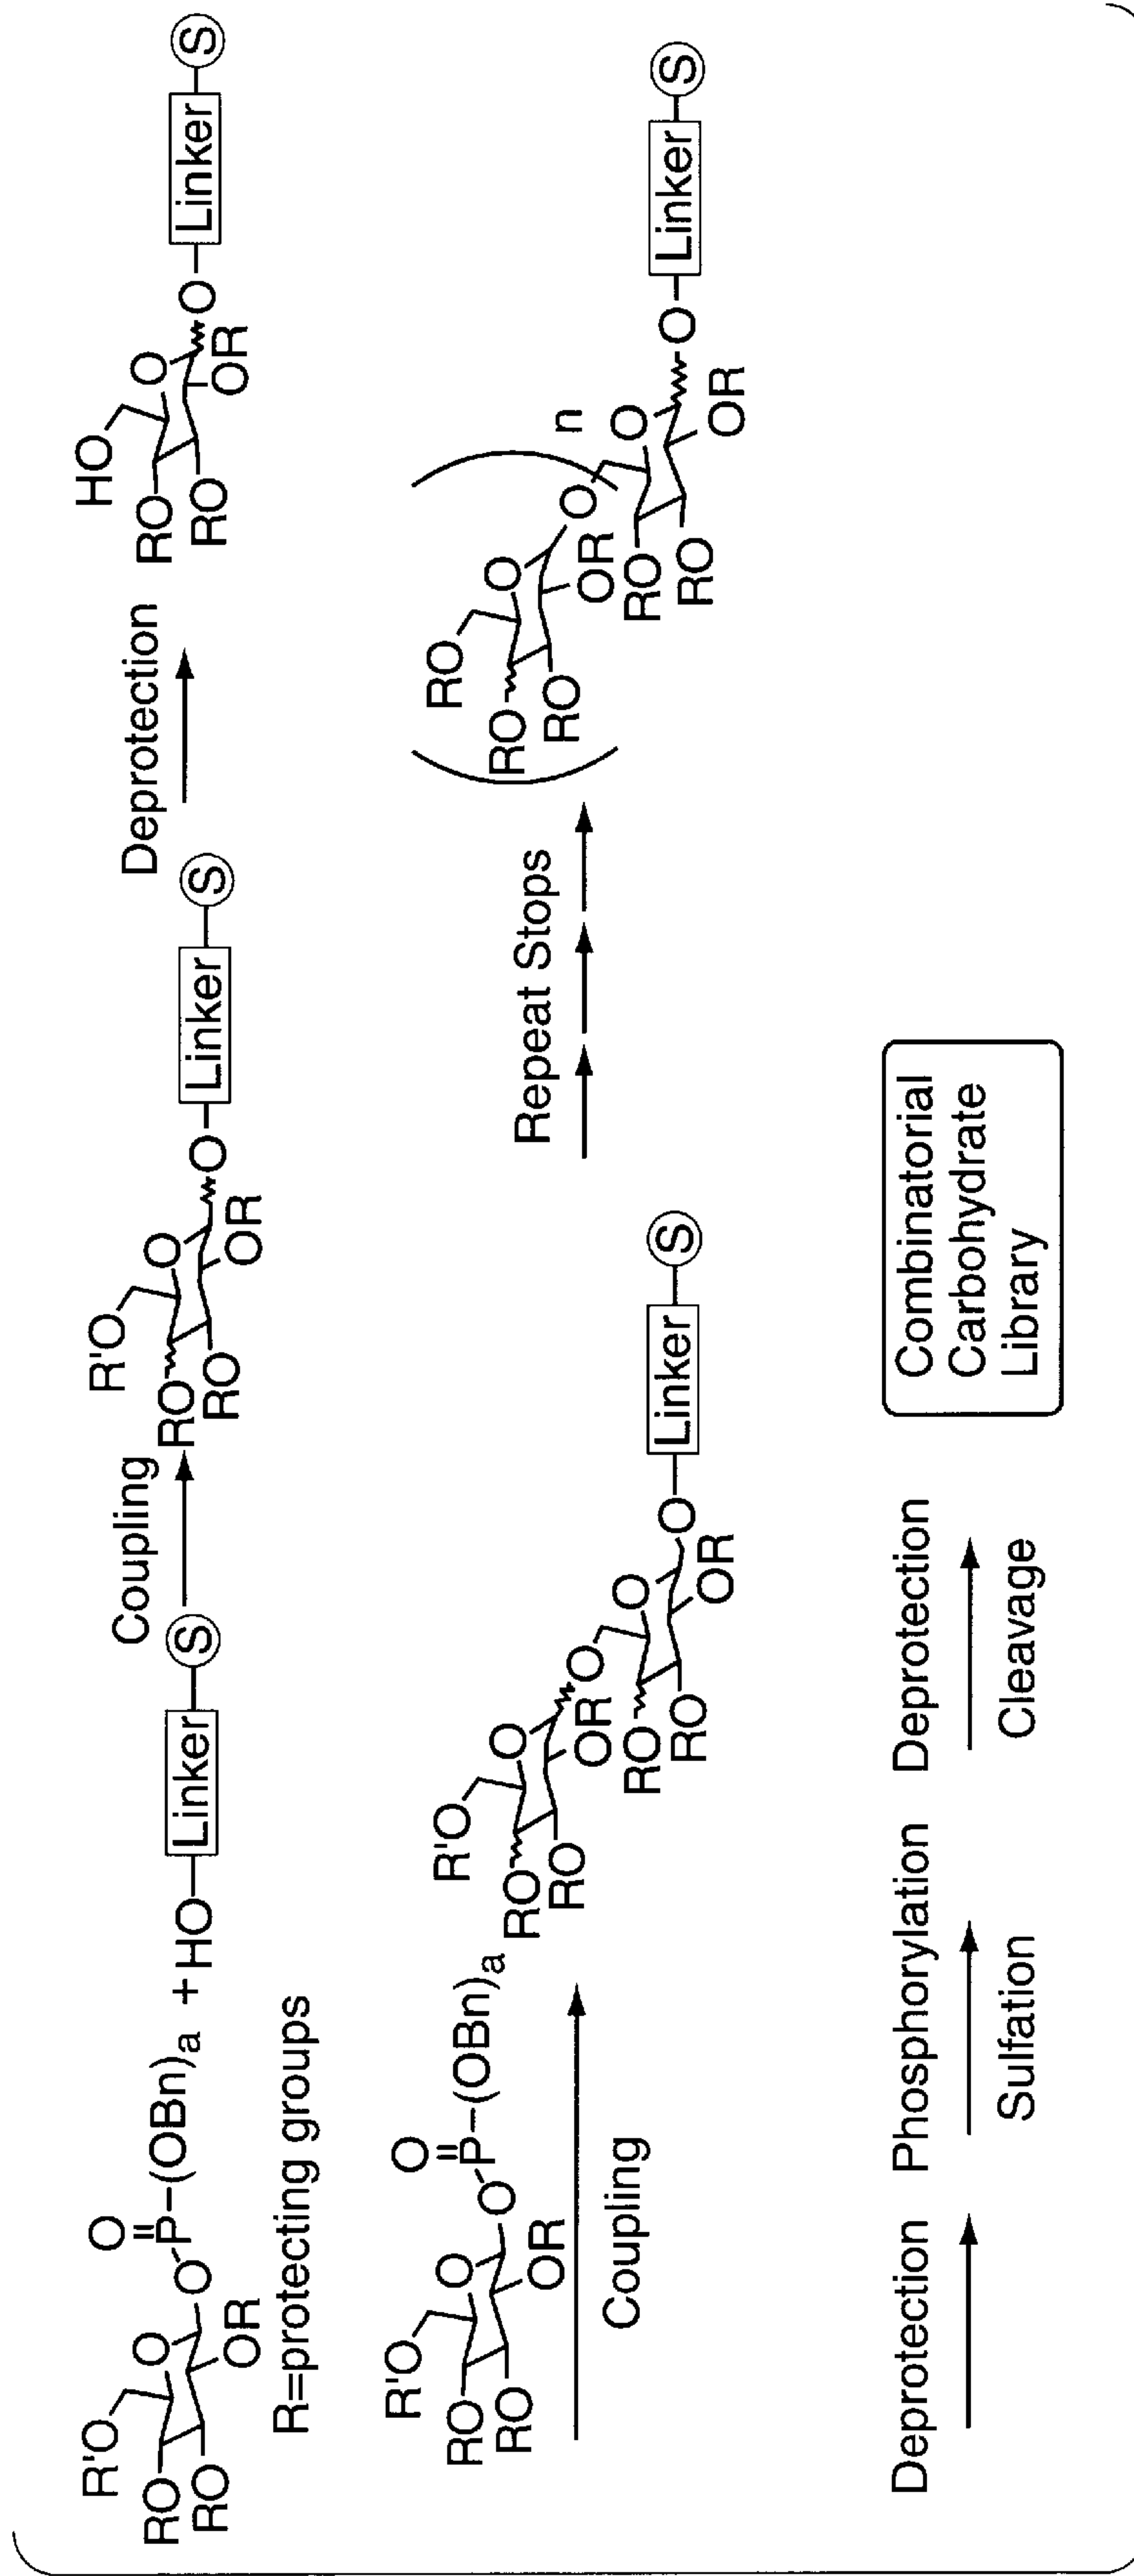 R'O O O
RO O P (OBn)a + HO Linker S
RO OR
R=protecting groups
Coupling
R'O O
RO O Linker S
RO OR
Deprotection
HO O
RO O Linker S
RO OR
R'O O O
RO O P (OBn)a
RO OR
Coupling
R'O O
RO O
RO OR O
RO O Linker S
RO OR
Repeat Stops
RO O
RO O n
RO OR O
RO O Linker S
RO OR
Deprotection
Phosphorylation
Sulfation
Deprotection
Cleavage
Combinatorial
Carbohydrate
Library